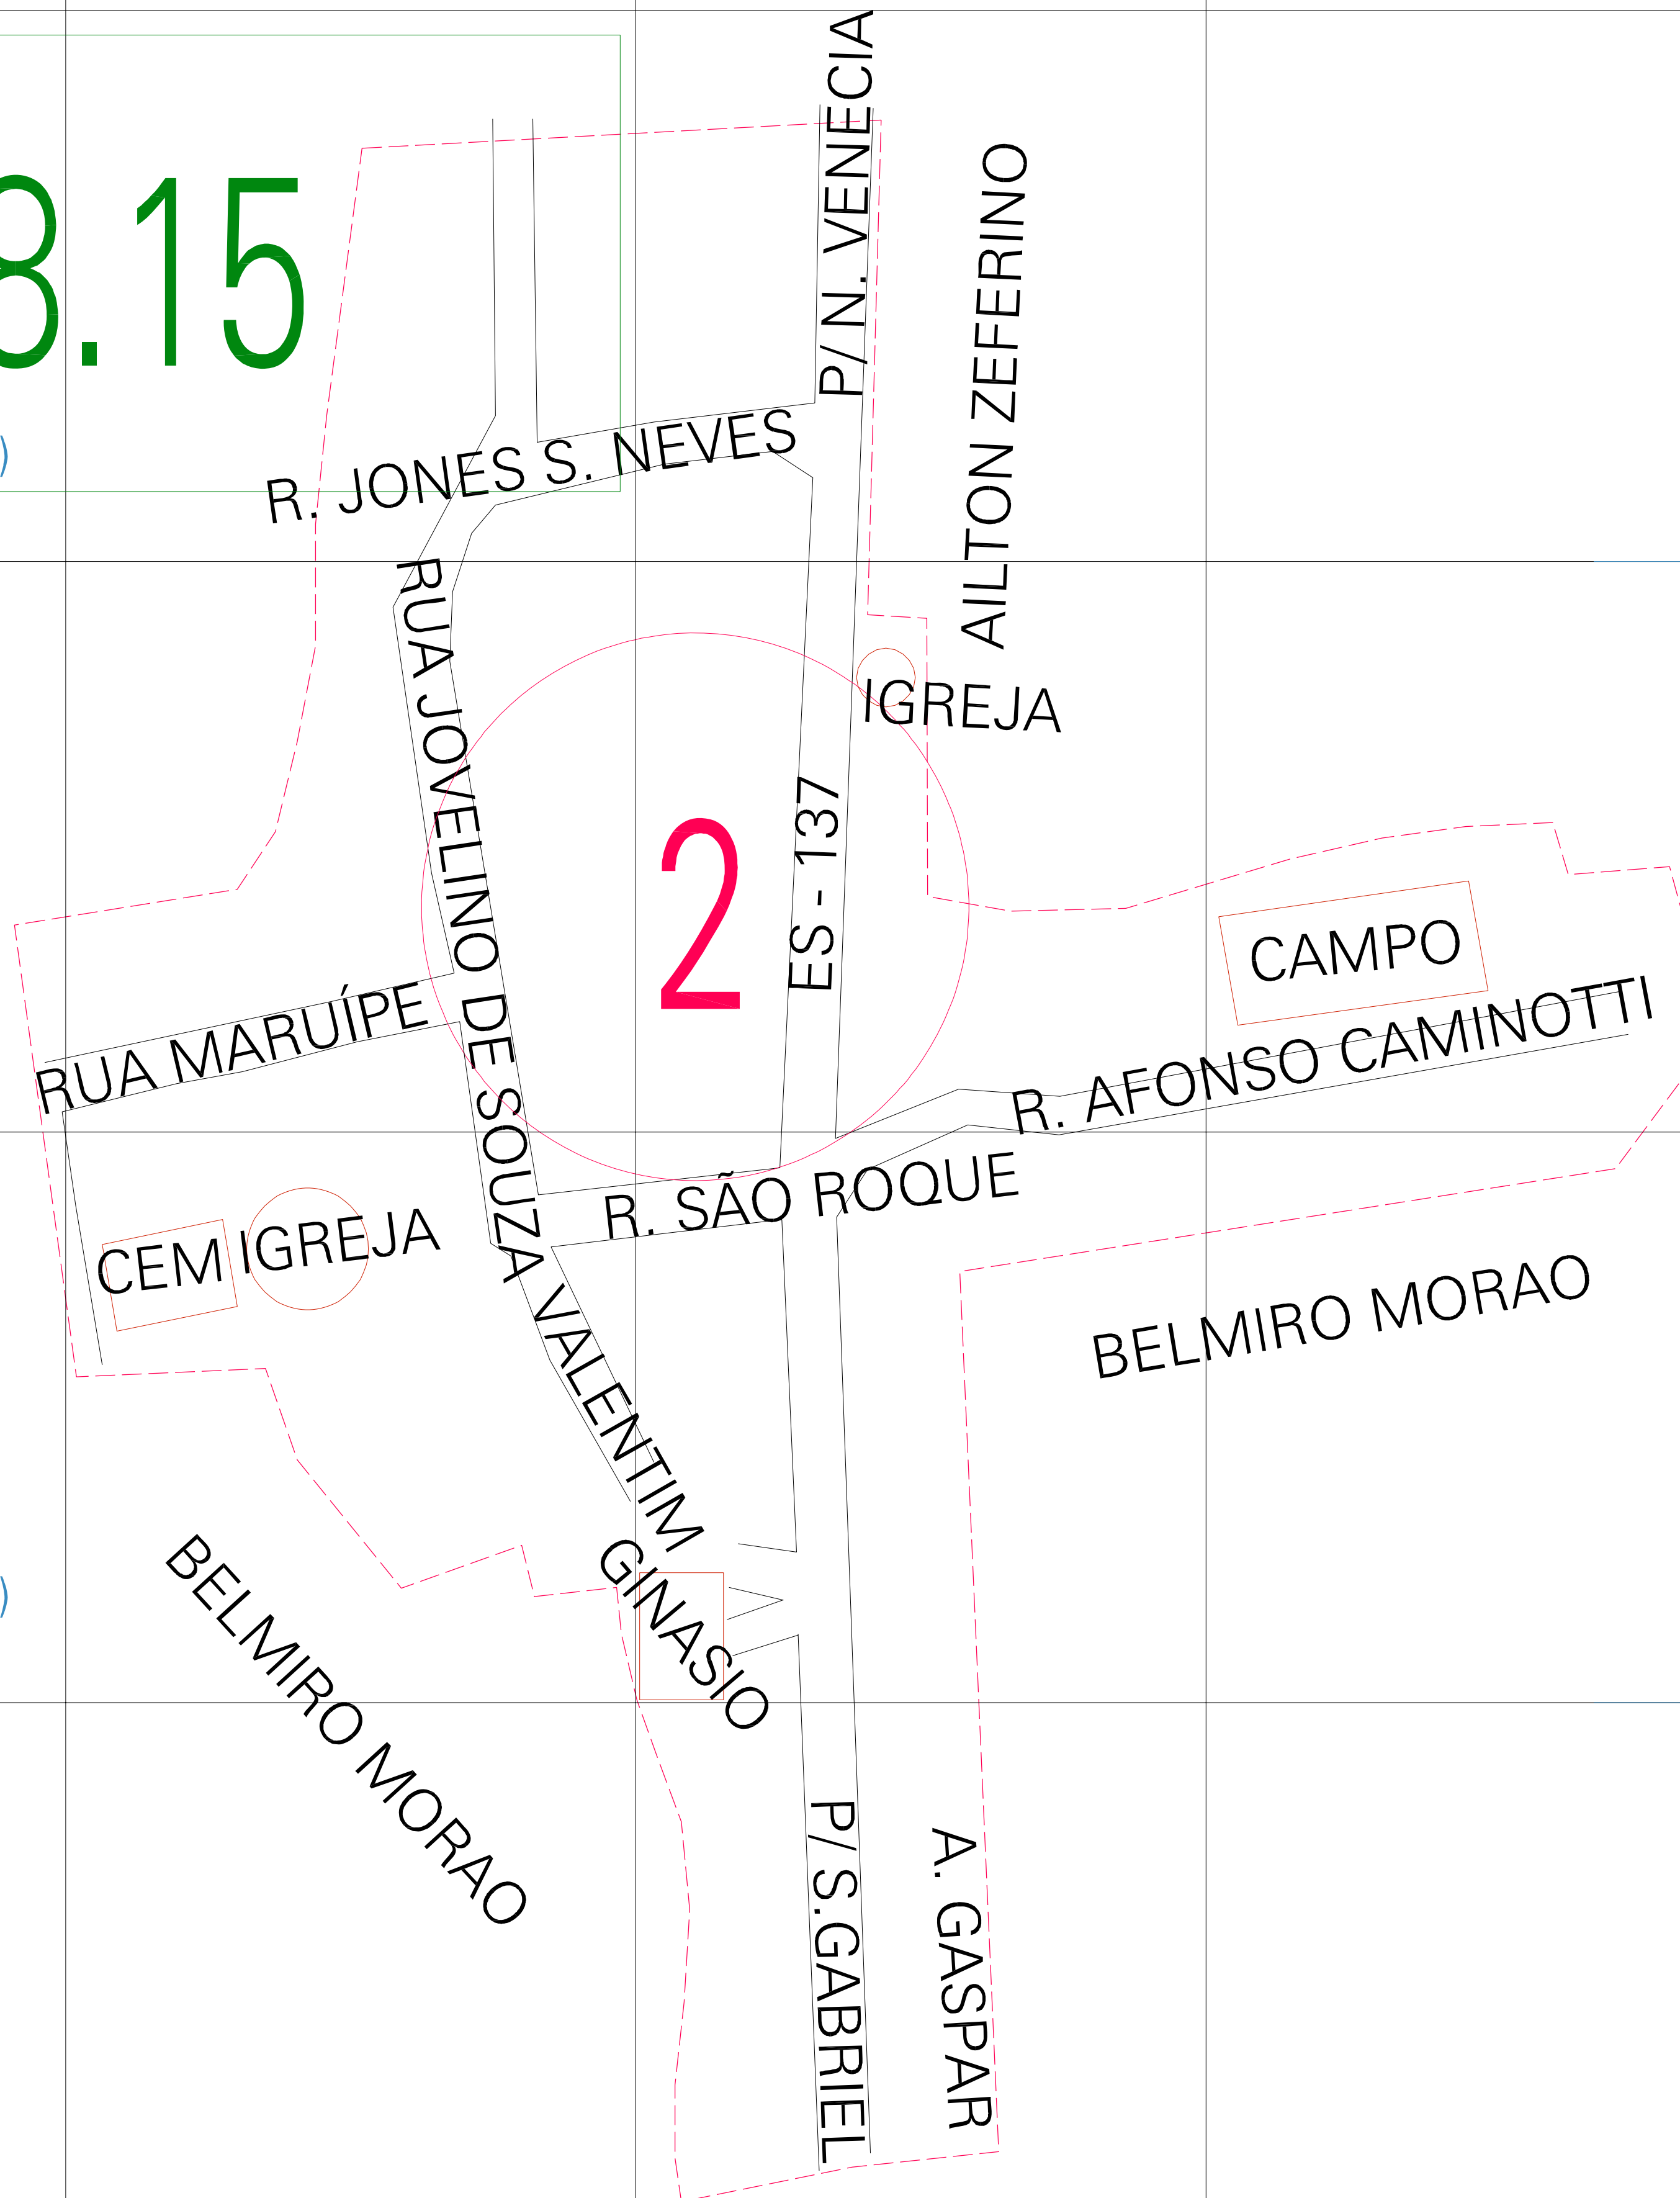 P/ N. VENECIA
AILTON ZEFERINO
8.15
)
R. JONES S. NEVES
RUA JOVELINO DE SOUZA VALENTIM
IGREJA
ES - 137
2
CAMPO
RUA MARUÍPE
R. AFONSO CAMINOTTI
R. SÃO ROQUE
CEM
IGREJA
BELMIRO MORAO
GINASIO
BELMIRO MORAO
)
P/ S.GABRIEL
A. GASPAR